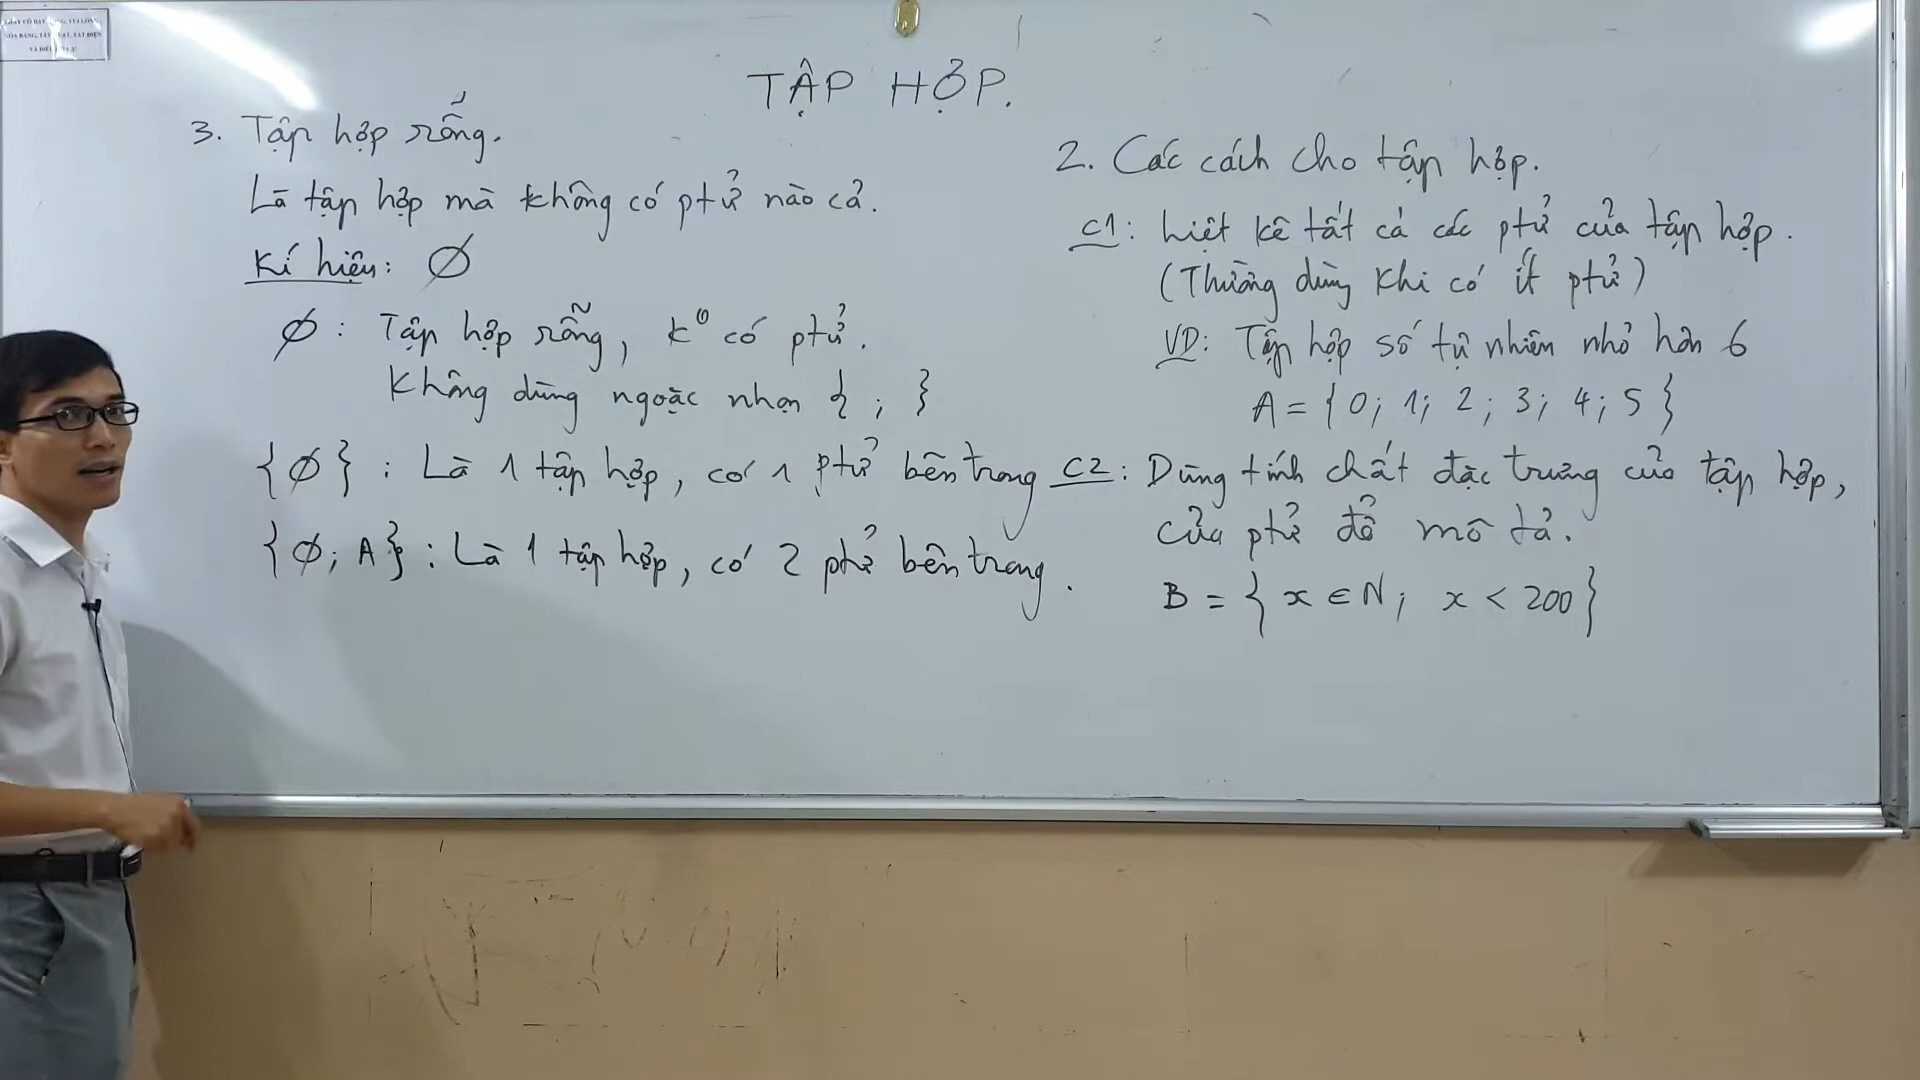 TẬP HỢP.
3. Tập hợp rỗng.
Là tập hợp mà không có ptử nào cả.
Kí hiệu: ∅
∅ : Tập hợp rỗng, k⁰ có ptử.
Không dùng ngoặc nhọn { ; }
{∅} : Là 1 tập hợp, có 1 ptử bên trong
{∅; A} : Là 1 tập hợp, có 2 ptử bên trong.
2. Các cách cho tập hợp.
C1: Liệt kê tất cả các ptử của tập hợp.
(Thường dùng khi có ít ptử)
VD: Tập hợp số tự nhiên nhỏ hơn 6
A = { 0; 1; 2; 3; 4; 5 }
C2: Dùng tính chất đặc trưng của tập hợp,
của ptử để mô tả.
B = { x ∈ N; x < 200 }